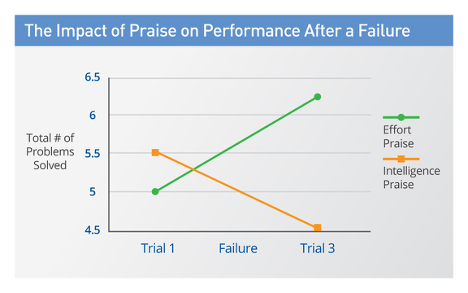 The Impact of Praise on Performance After a Failure
6.5
6
5.5
5
4.5
Total # of
Problems
Solved
Trial 1 Failure Trial 3
Effort
Praise
Intelligence
Praise